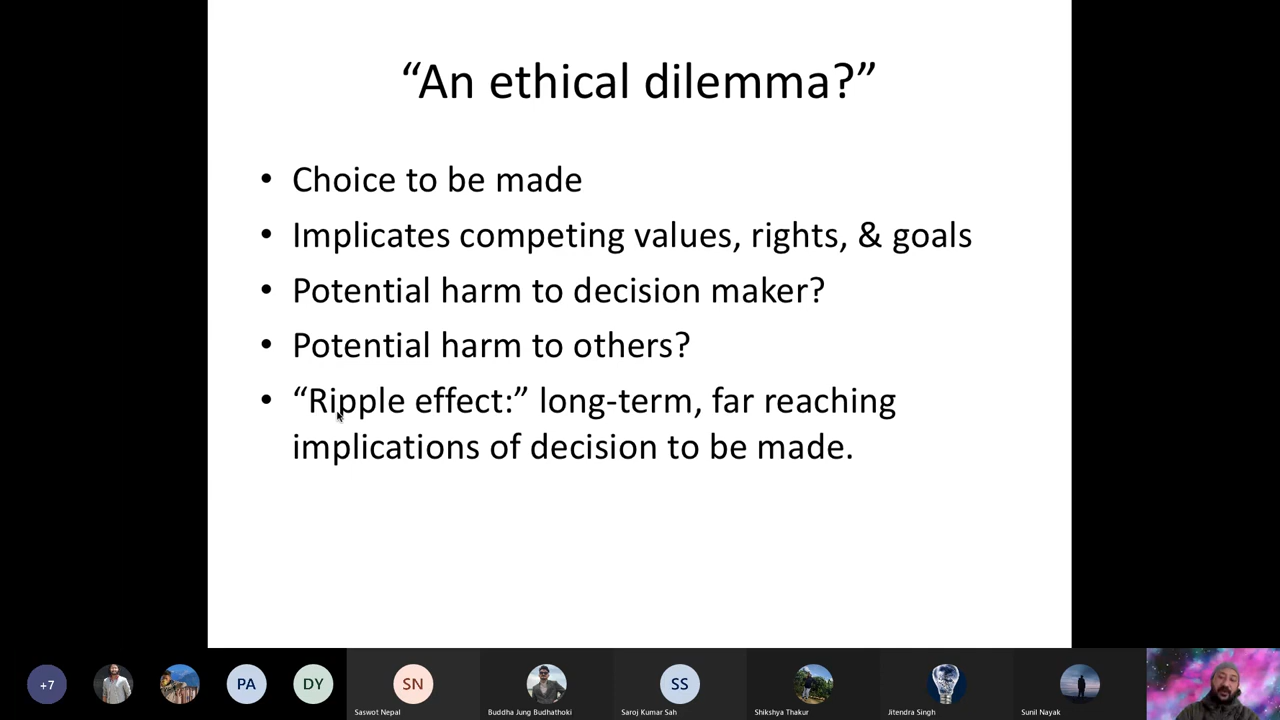 “An ethical dilemma?”
• Choice to be made
• Implicates competing values, rights, & goals
• Potential harm to decision maker?
• Potential harm to others?
• “Ripple effect:” long-term, far reaching
implications of decision to be made.
+7
PA
DY
SN
SS
Saswot Nepal
Buddha Jung Budhathoki
Saroj Kumar Sah
Shikshya Thakur
Jitendra Singh
Sunil Nayak